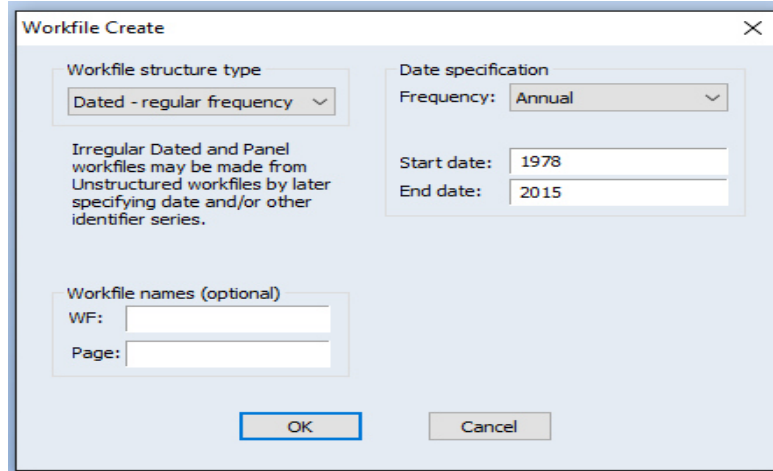 Workfile Create
Workfile structure type
Dated - regular frequency
Irregular Dated and Panel
workfiles may be made from
Unstructured workfiles by later
specifying date and/or other
identifier series.
Date specification
Frequency: Annual
Start date: 1978
End date: 2015
Workfile names (optional)
WF:
Page:
OK Cancel